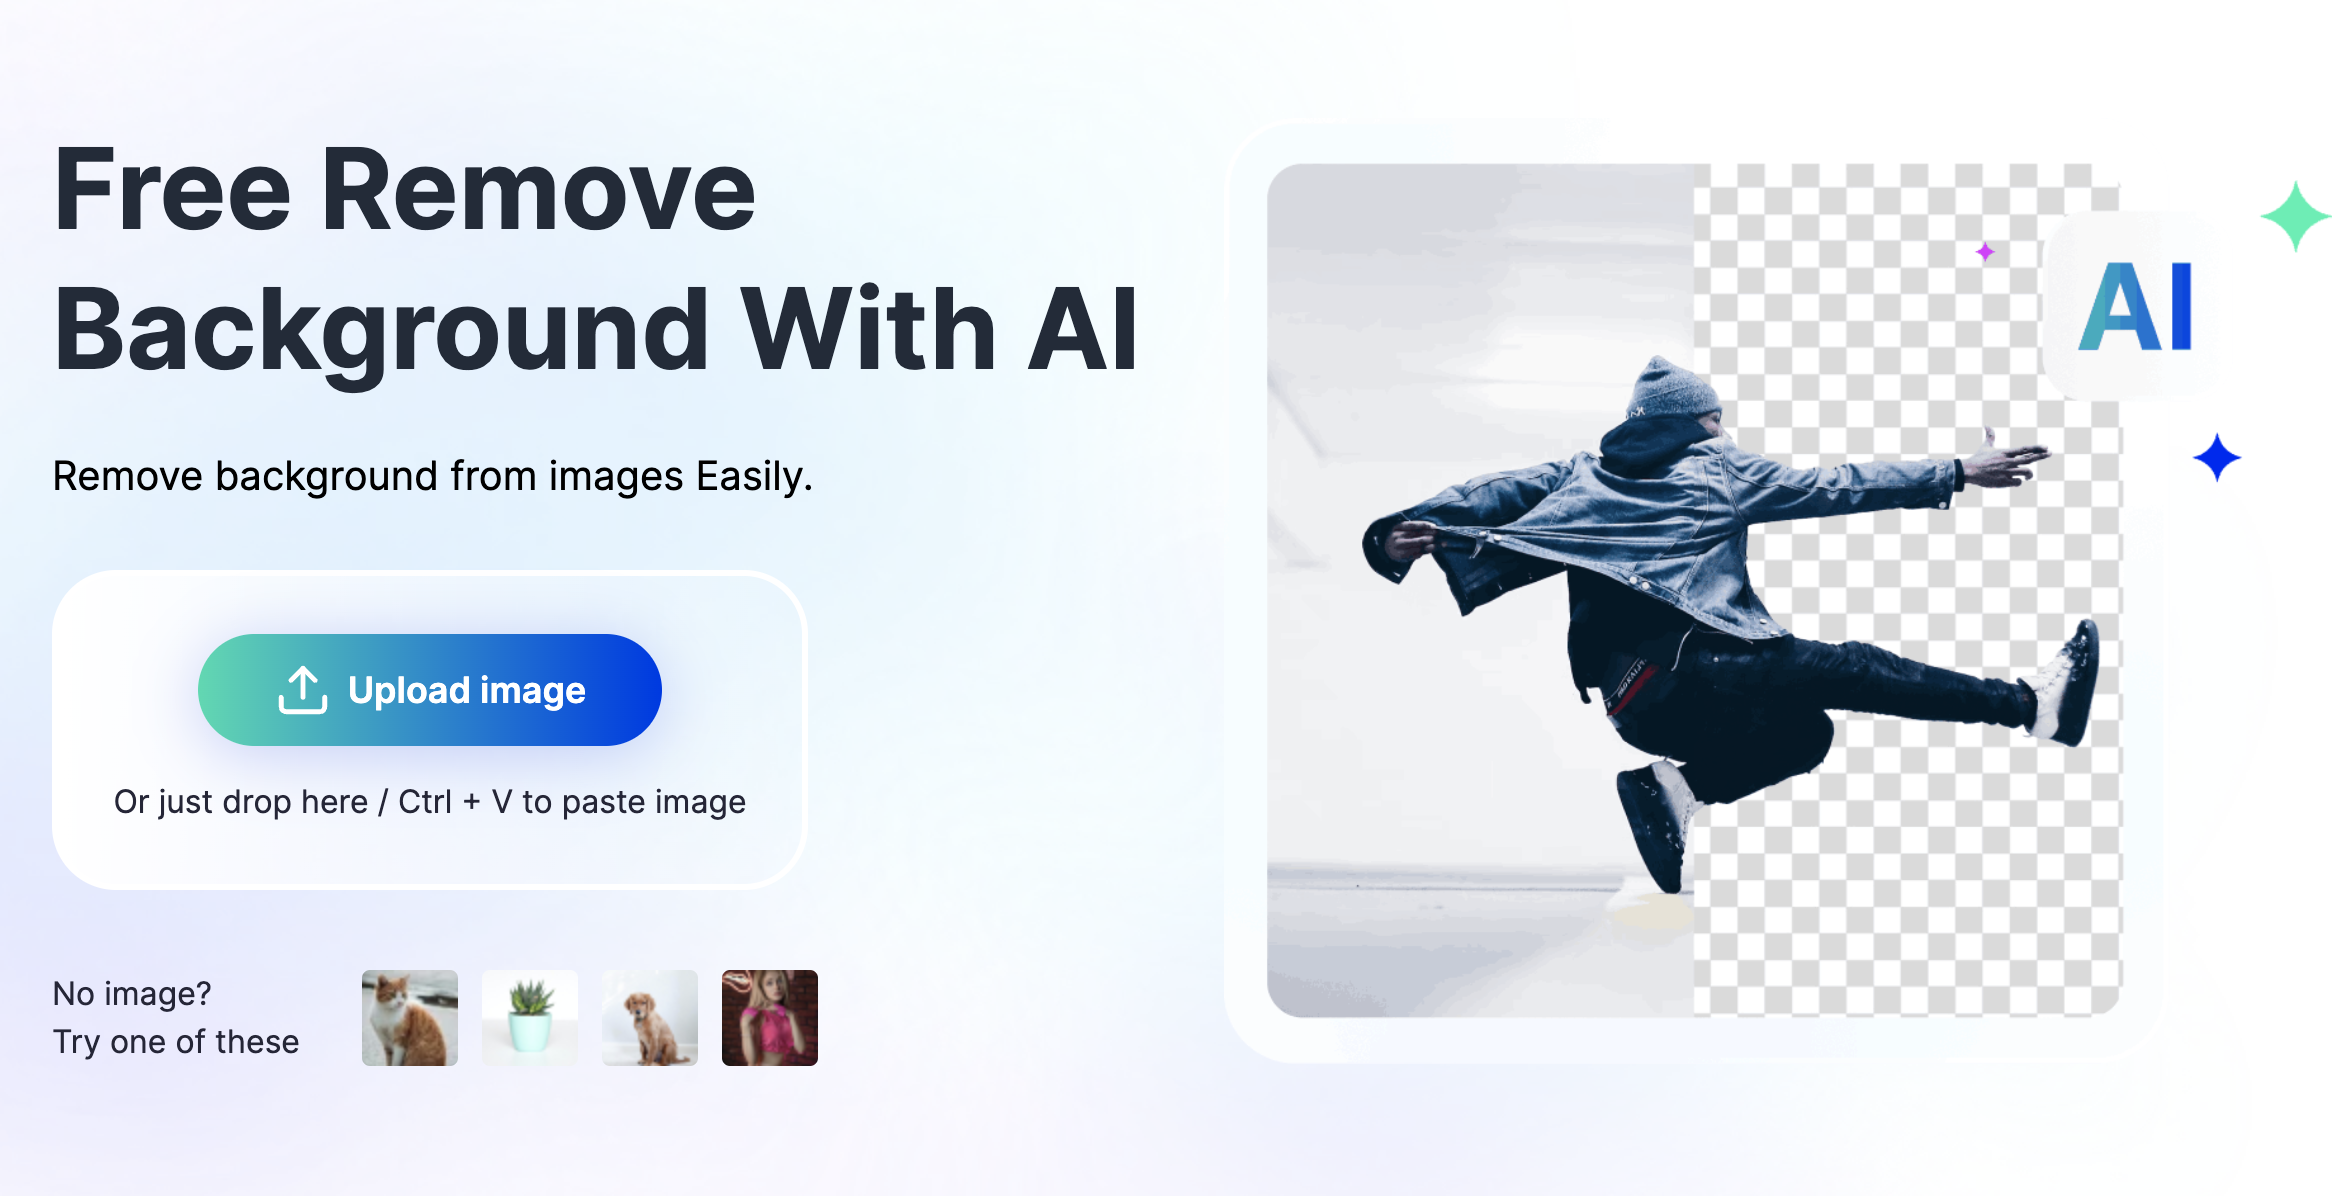 Free Remove
Background With AI
Remove background from images Easily.
Upload image
Or just drop here / Ctrl + V to paste image
No image?
Try one of these
AI